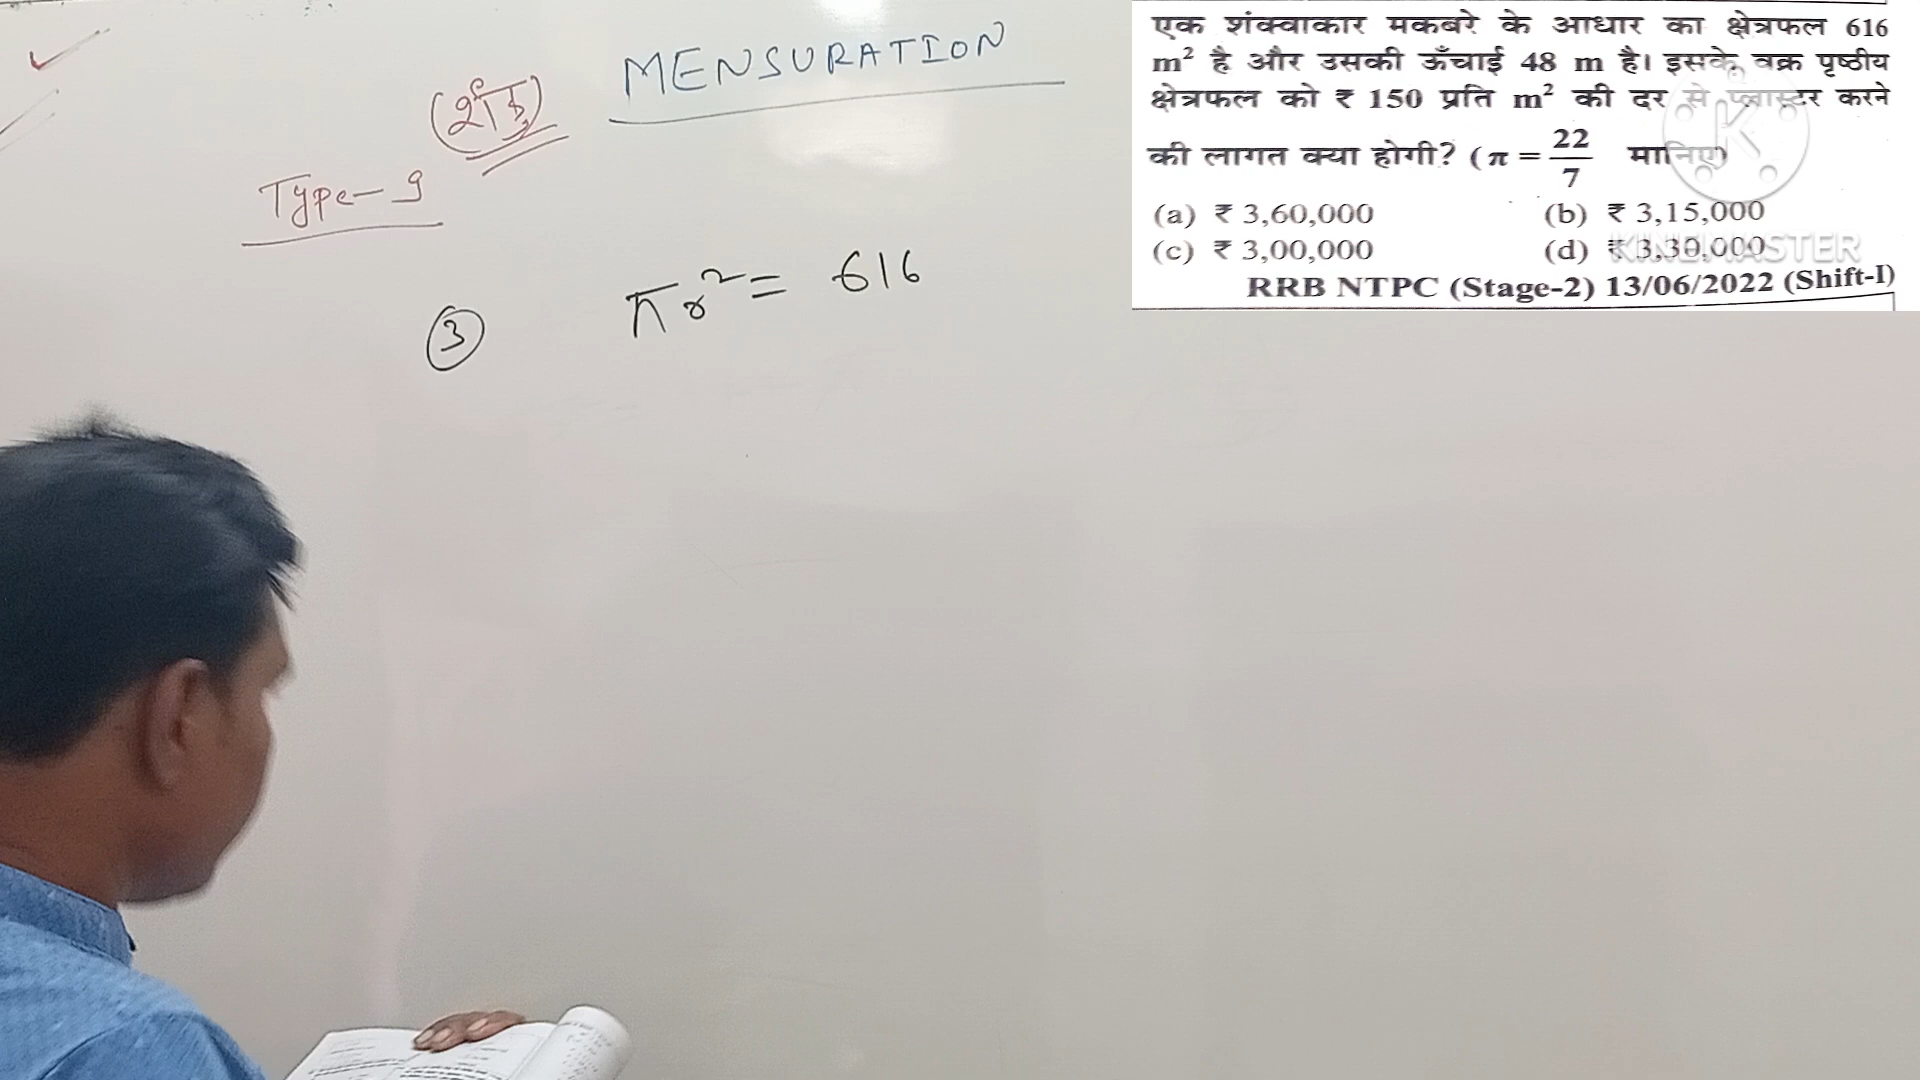 MENSURATION
(शंकु)
Type-9
③ πr²= 616
एक शंक्वाकार मकबरे के आधार का क्षेत्रफल 616
m² है और उसकी ऊँचाई 48 m है। इसके वक्र पृष्ठीय
क्षेत्रफल को ₹ 150 प्रति m² की दर से प्लास्टर करने
की लागत क्या होगी? (π = 22/7 मानिए)
(a) ₹ 3,60,000 (b) ₹ 3,15,000
(c) ₹ 3,00,000 (d) ₹ 3,30,000
RRB NTPC (Stage-2) 13/06/2022 (Shift-I)
KINEMASTER